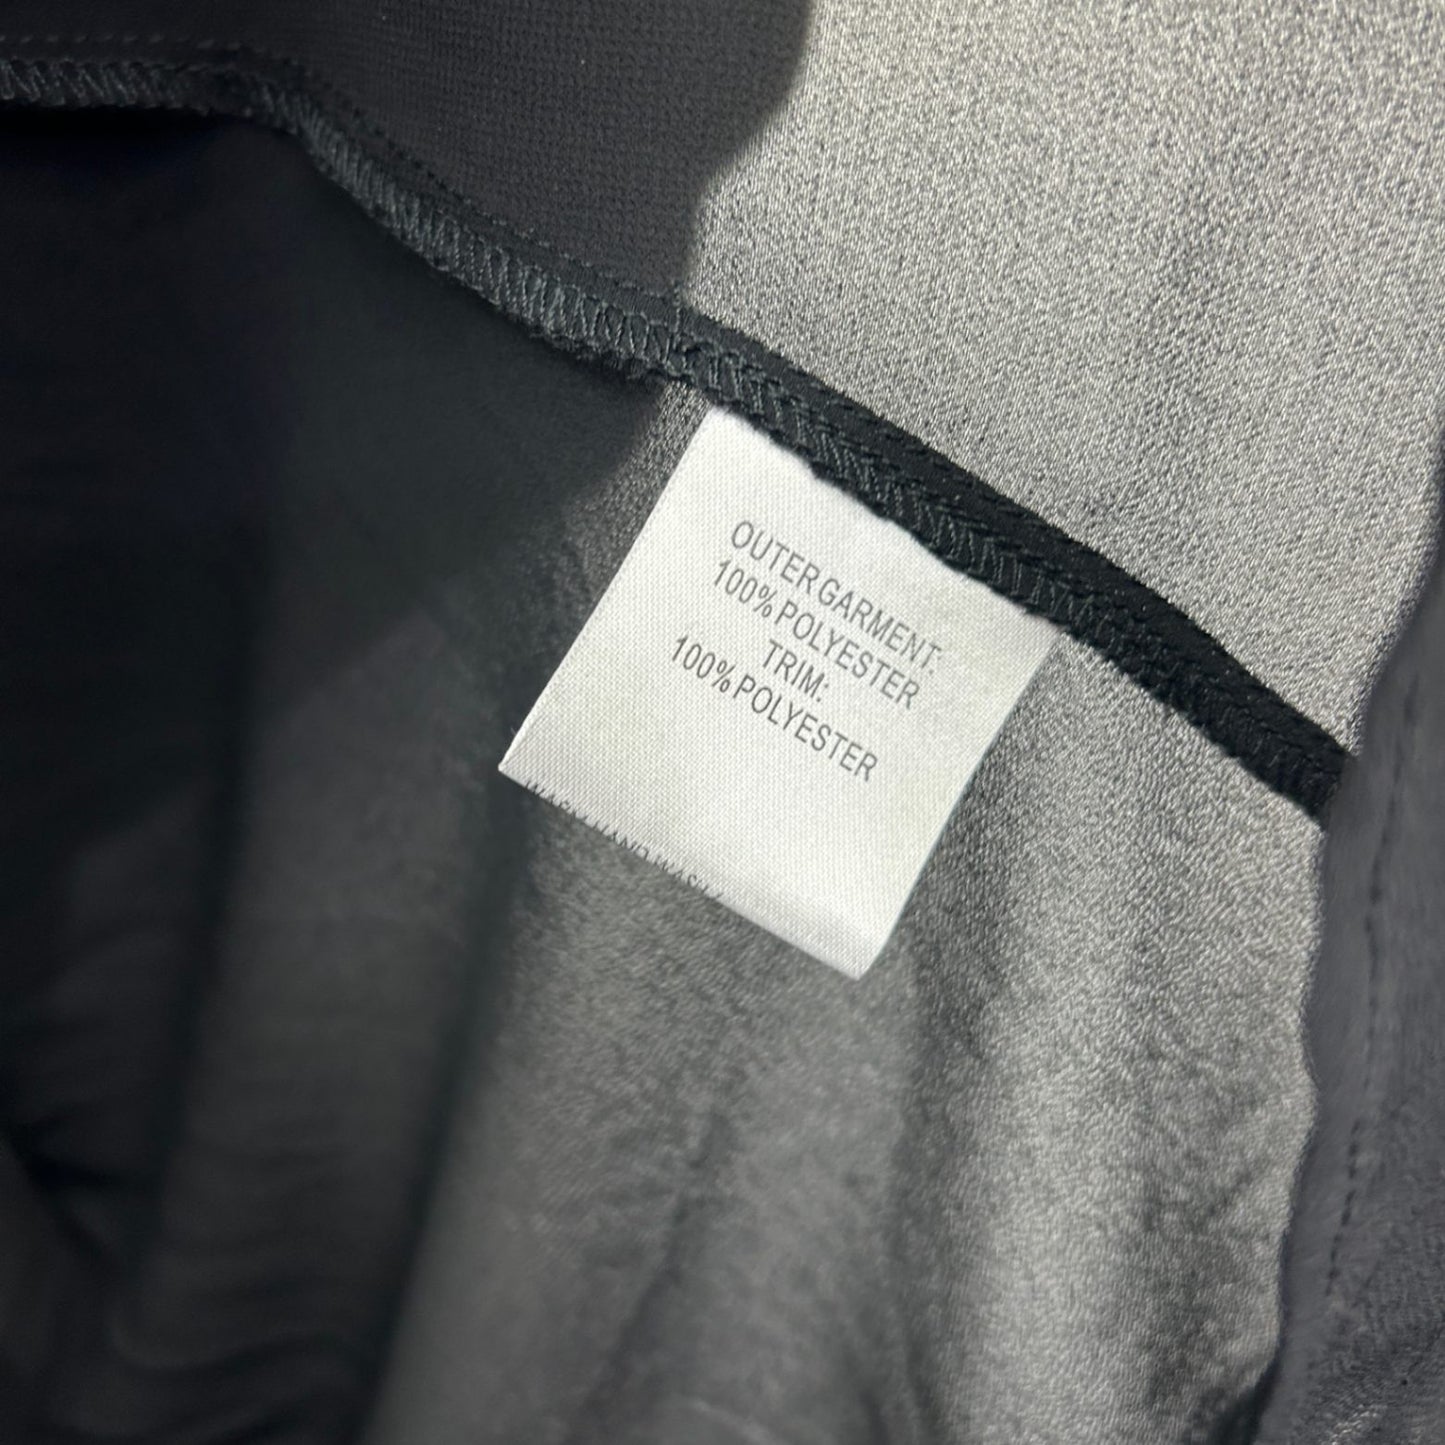 OUTER GARMENT:
100% POLYESTER
TRIM:
100% POLYESTER